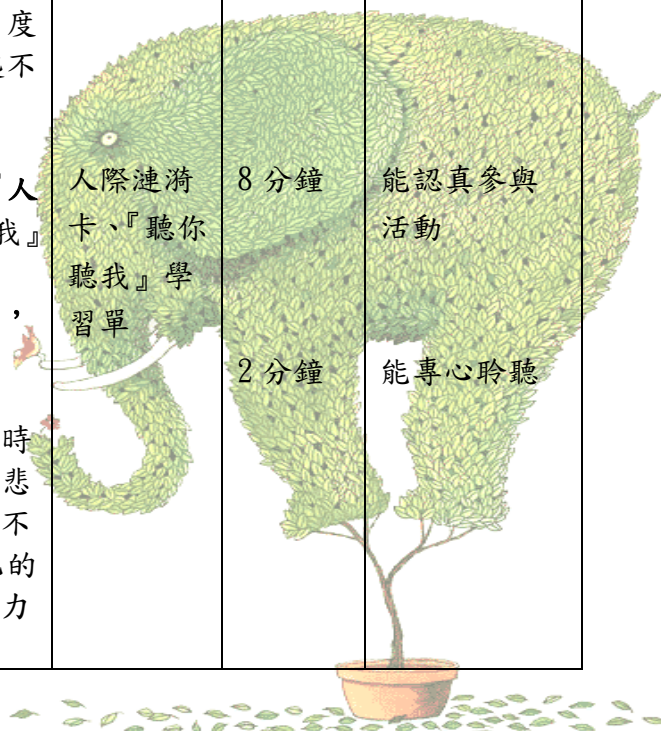 度
不
人
我』
，
時
悲
不
的
力
人際漣漪
卡、『聽你
聽我』學
習單
8 分鐘
2 分鐘
能認真參與
活動
能專心聆聽